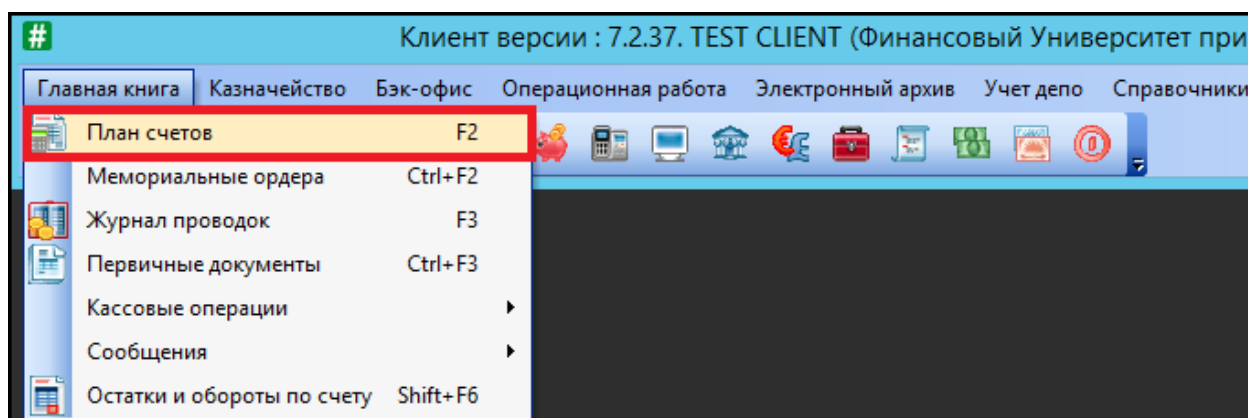 Клиент версии : 7.2.37. TEST CLIENT (Финансовый Университет при
Главная книга Казначейство Бэк-офис Операционная работа Электронный архив Учет депо Справочники
План счетов F2
Мемориальные ордера Ctrl+F2
Журнал проводок F3
Первичные документы Ctrl+F3
Кассовые операции
Сообщения
Остатки и обороты по счету Shift+F6